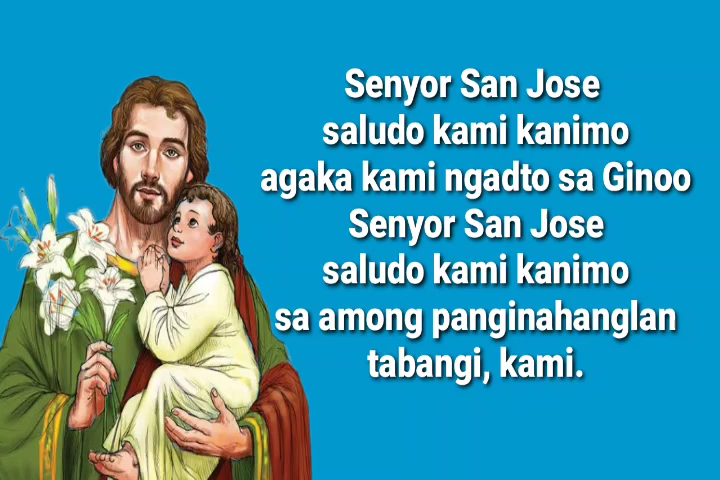 Senyor San Jose
saludo kami kanimo
agaka kami ngadto sa Ginoo
Senyor San Jose
saludo kami kanimo
sa among panginahanglan
tabangi, kami.